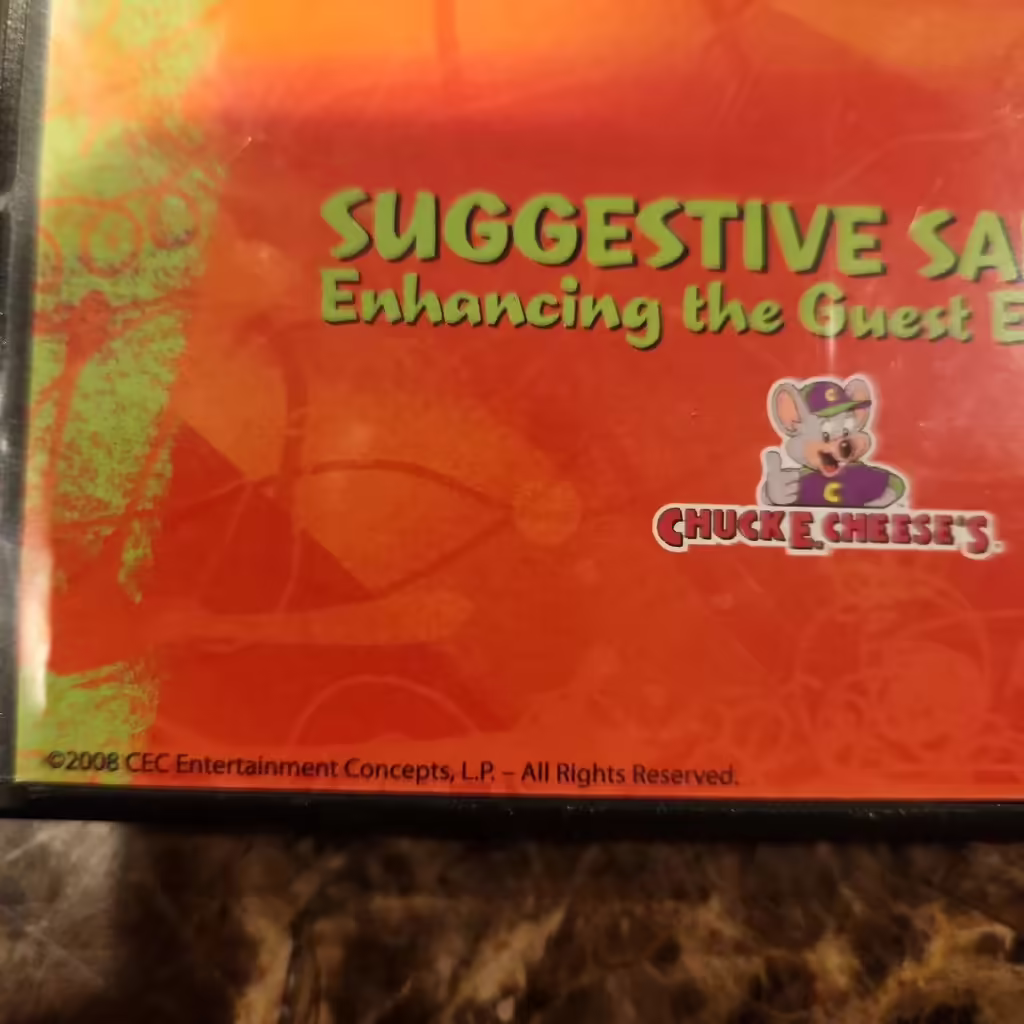 SUGGESTIVE SA
Enhancing the Guest E
C
C
CHUCK E. CHEESE'S
©2008 CEC Entertainment Concepts, L.P. – All Rights Reserved.